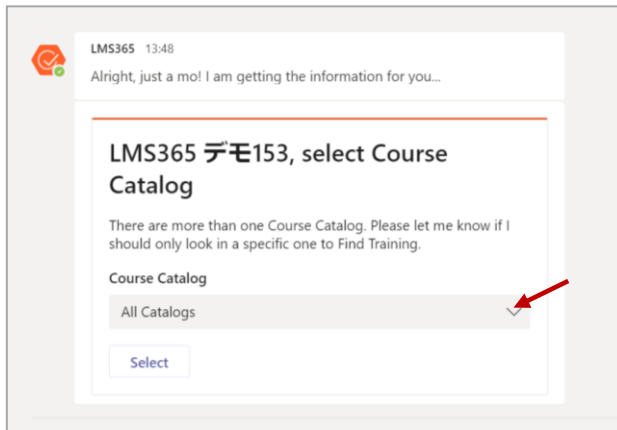 LMS365 13:48
Alright, just a mo! I am getting the information for you...
LMS365 デモ153, select Course
Catalog
There are more than one Course Catalog. Please let me know if I
should only look in a specific one to Find Training.
Course Catalog
All Catalogs
Select